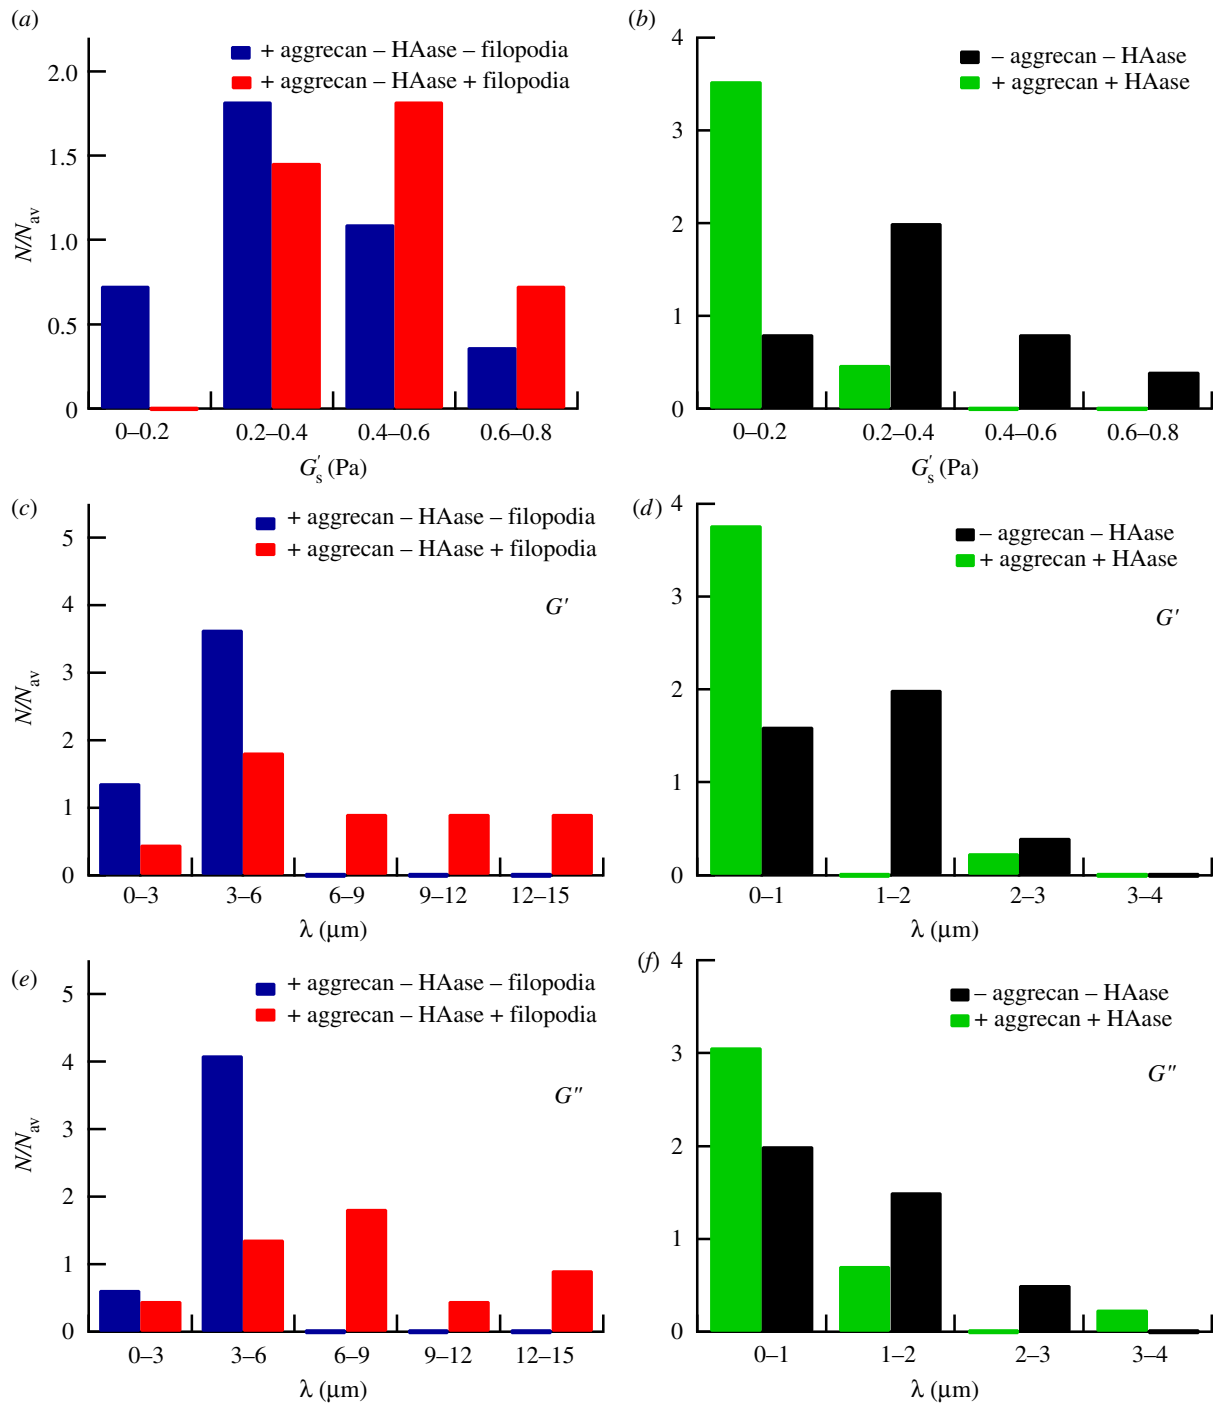 (a)
+ aggrecan – HAase – filopodia
+ aggrecan – HAase + filopodia
2.0
1.5
1.0
0.5
0
N/Nav
0–0.2 0.2–0.4 0.4–0.6 0.6–0.8
G′s (Pa)
(b)
– aggrecan – HAase
+ aggrecan + HAase
4
3
2
1
0
0–0.2 0.2–0.4 0.4–0.6 0.6–0.8
G′s (Pa)
(c)
+ aggrecan – HAase – filopodia
+ aggrecan – HAase + filopodia
G′
5
4
3
2
1
0
N/Nav
0–3 3–6 6–9 9–12 12–15
λ (μm)
(d)
– aggrecan – HAase
+ aggrecan + HAase
G′
4
3
2
1
0
0–1 1–2 2–3 3–4
λ (μm)
(e)
+ aggrecan – HAase – filopodia
+ aggrecan – HAase + filopodia
G″
5
4
3
2
1
0
N/Nav
0–3 3–6 6–9 9–12 12–15
λ (μm)
(f)
– aggrecan – HAase
+ aggrecan + HAase
G″
4
3
2
1
0
0–1 1–2 2–3 3–4
λ (μm)